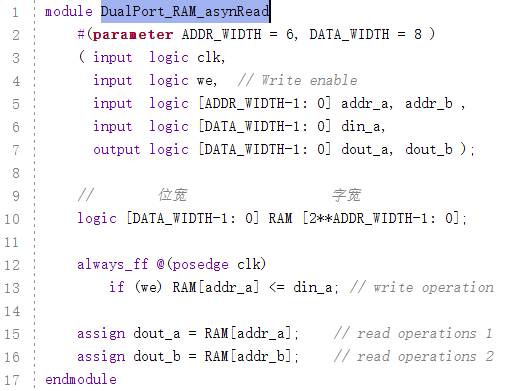 1 module DualPort_RAM_asynRead
2 #(parameter ADDR_WIDTH = 6, DATA_WIDTH = 8 )
3 ( input logic clk,
4 input logic we, // Write enable
5 input logic [ADDR_WIDTH-1: 0] addr_a, addr_b ,
6 input logic [DATA_WIDTH-1: 0] din_a,
7 output logic [DATA_WIDTH-1: 0] dout_a, dout_b );
8
9 // 位宽 字宽
10 logic [DATA_WIDTH-1: 0] RAM [2**ADDR_WIDTH-1: 0];
11
12 always_ff @(posedge clk)
13 if (we) RAM[addr_a] <= din_a; // write operation
14
15 assign dout_a = RAM[addr_a]; // read operations 1
16 assign dout_b = RAM[addr_b]; // read operations 2
17 endmodule